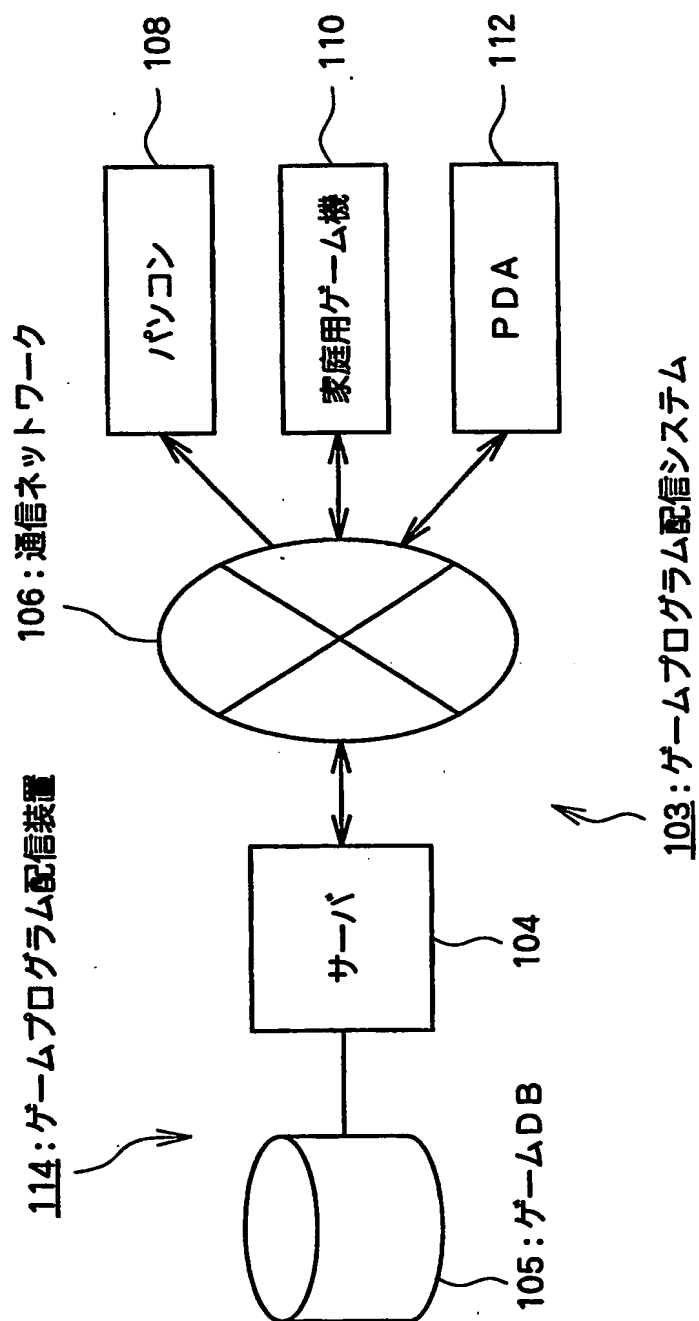 114：ゲームプログラム配信装置
106：通信ネットワーク
パソコン
108
家庭用ゲーム機
110
PDA
112
サーバ
104
105：ゲームDB
103：ゲームプログラム配信システム